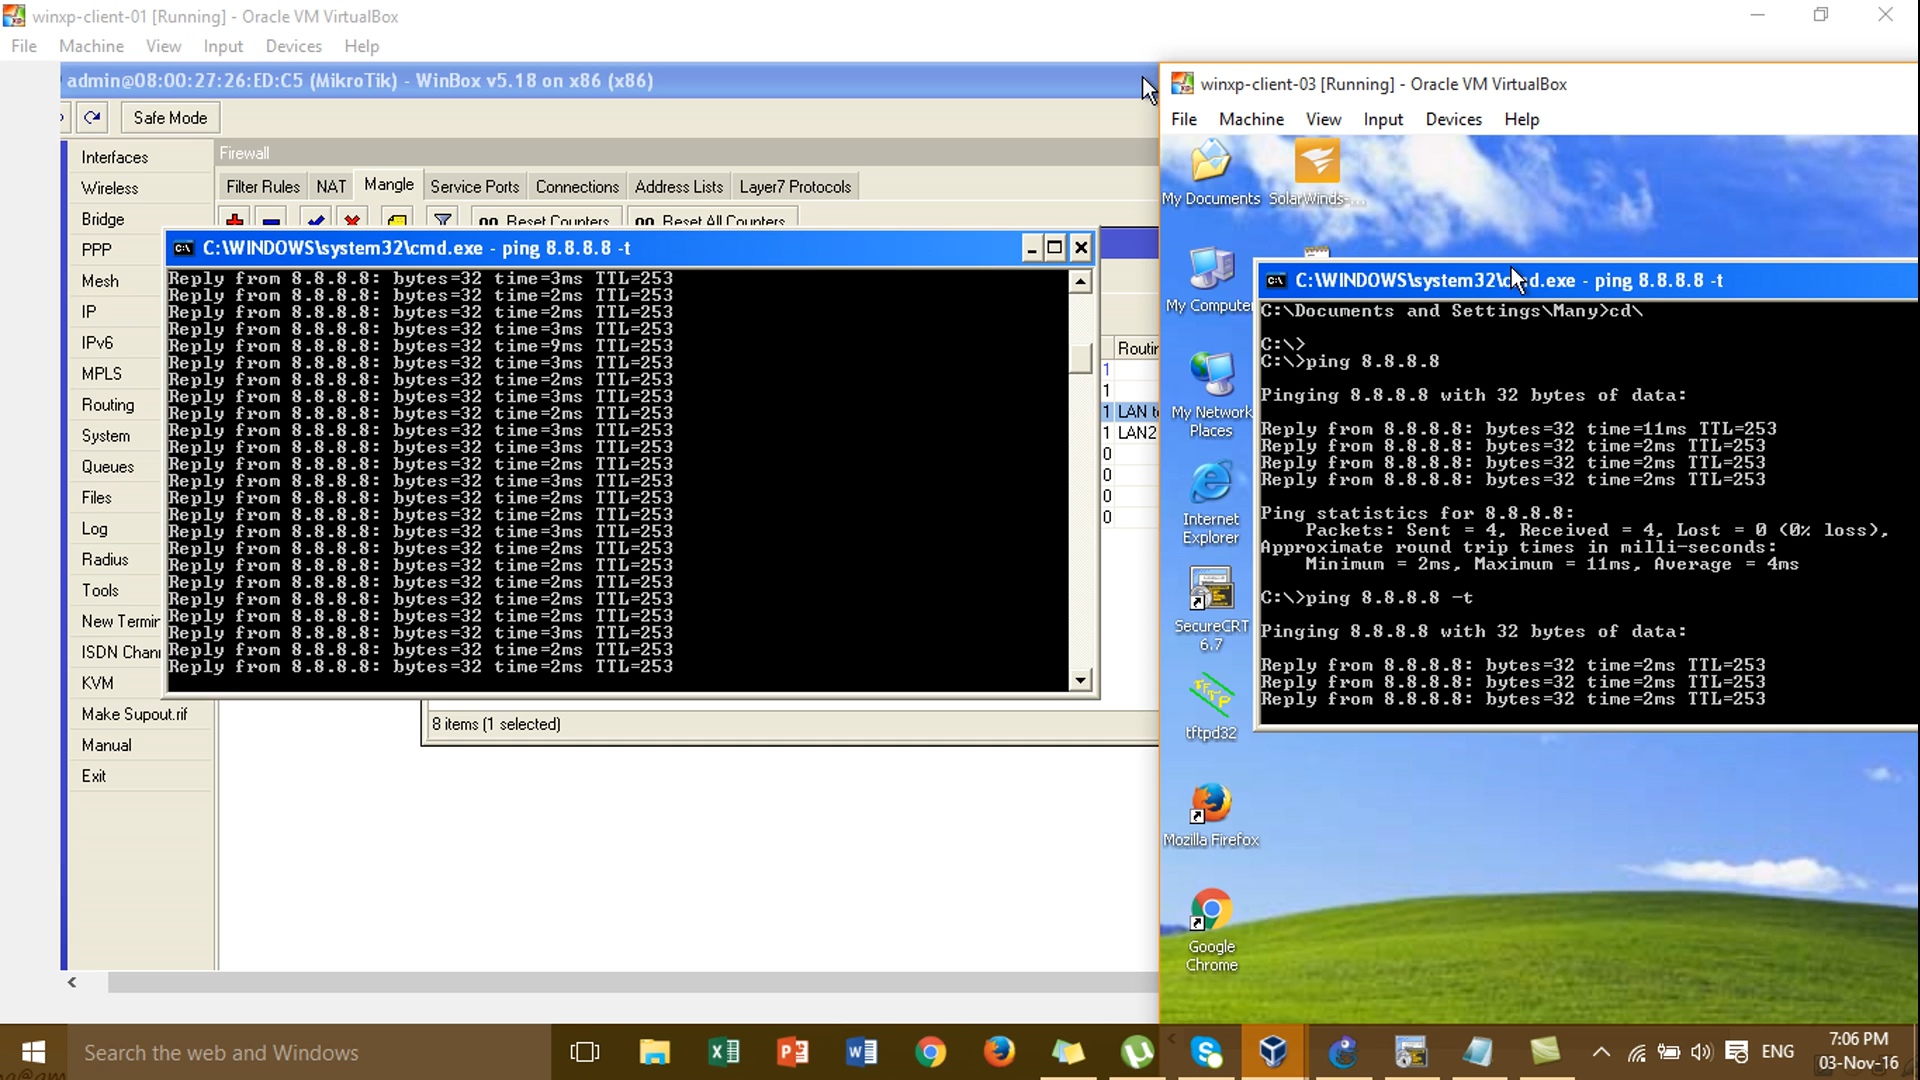 winxp-client-01 [Running] - Oracle VM VirtualBox
File Machine View Input Devices Help
admin@08:00:27:26:ED:C5 (MikroTik) - WinBox v5.18 on x86 (x86)
Safe Mode
Interfaces
Wireless
Bridge
PPP
Mesh
IP
IPv6
MPLS
Routing
System
Queues
Files
Log
Radius
Tools
New Termin
ISDN Chann
KVM
Make Supout.rif
Manual
Exit
Firewall
Filter Rules NAT Mangle Service Ports Connections Address Lists Layer7 Protocols
Reset Counters Reset All Counters
C:\WINDOWS\system32\cmd.exe - ping 8.8.8.8 -t
Reply from 8.8.8.8: bytes=32 time=3ms TTL=253
Reply from 8.8.8.8: bytes=32 time=2ms TTL=253
Reply from 8.8.8.8: bytes=32 time=2ms TTL=253
Reply from 8.8.8.8: bytes=32 time=3ms TTL=253
Reply from 8.8.8.8: bytes=32 time=9ms TTL=253
Reply from 8.8.8.8: bytes=32 time=3ms TTL=253
Reply from 8.8.8.8: bytes=32 time=2ms TTL=253
Reply from 8.8.8.8: bytes=32 time=3ms TTL=253
Reply from 8.8.8.8: bytes=32 time=2ms TTL=253
Reply from 8.8.8.8: bytes=32 time=3ms TTL=253
Reply from 8.8.8.8: bytes=32 time=3ms TTL=253
Reply from 8.8.8.8: bytes=32 time=2ms TTL=253
Reply from 8.8.8.8: bytes=32 time=3ms TTL=253
Reply from 8.8.8.8: bytes=32 time=2ms TTL=253
Reply from 8.8.8.8: bytes=32 time=2ms TTL=253
Reply from 8.8.8.8: bytes=32 time=3ms TTL=253
Reply from 8.8.8.8: bytes=32 time=2ms TTL=253
Reply from 8.8.8.8: bytes=32 time=2ms TTL=253
Reply from 8.8.8.8: bytes=32 time=2ms TTL=253
Reply from 8.8.8.8: bytes=32 time=2ms TTL=253
Reply from 8.8.8.8: bytes=32 time=2ms TTL=253
Reply from 8.8.8.8: bytes=32 time=3ms TTL=253
Reply from 8.8.8.8: bytes=32 time=2ms TTL=253
Reply from 8.8.8.8: bytes=32 time=2ms TTL=253
Routin
1
1
1 LAN to
1 LAN2
0
0
0
0
8 items (1 selected)
winxp-client-03 [Running] - Oracle VM VirtualBox
File Machine View Input Devices Help
My Documents SolarWinds-...
My Computer
My Network Places
Internet Explorer
SecureCRT 6.7
tftpd32
Mozilla Firefox
Google Chrome
C:\WINDOWS\system32\cmd.exe - ping 8.8.8.8 -t
C:\Documents and Settings\Many>cd\
C:\>
C:\>ping 8.8.8.8
Pinging 8.8.8.8 with 32 bytes of data:
Reply from 8.8.8.8: bytes=32 time=11ms TTL=253
Reply from 8.8.8.8: bytes=32 time=2ms TTL=253
Reply from 8.8.8.8: bytes=32 time=2ms TTL=253
Reply from 8.8.8.8: bytes=32 time=2ms TTL=253
Ping statistics for 8.8.8.8:
Packets: Sent = 4, Received = 4, Lost = 0 (0% loss),
Approximate round trip times in milli-seconds:
Minimum = 2ms, Maximum = 11ms, Average = 4ms
C:\>ping 8.8.8.8 -t
Pinging 8.8.8.8 with 32 bytes of data:
Reply from 8.8.8.8: bytes=32 time=2ms TTL=253
Reply from 8.8.8.8: bytes=32 time=2ms TTL=253
Reply from 8.8.8.8: bytes=32 time=2ms TTL=253
Search the web and Windows
ENG
7:06 PM
03-Nov-16